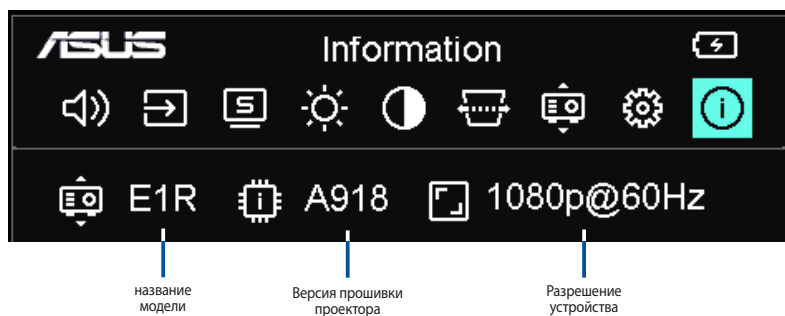 ASUS Information
S
i
E1R i A918 1080p@60Hz
название
модели
Версия прошивки
проектора
Разрешение
устройства